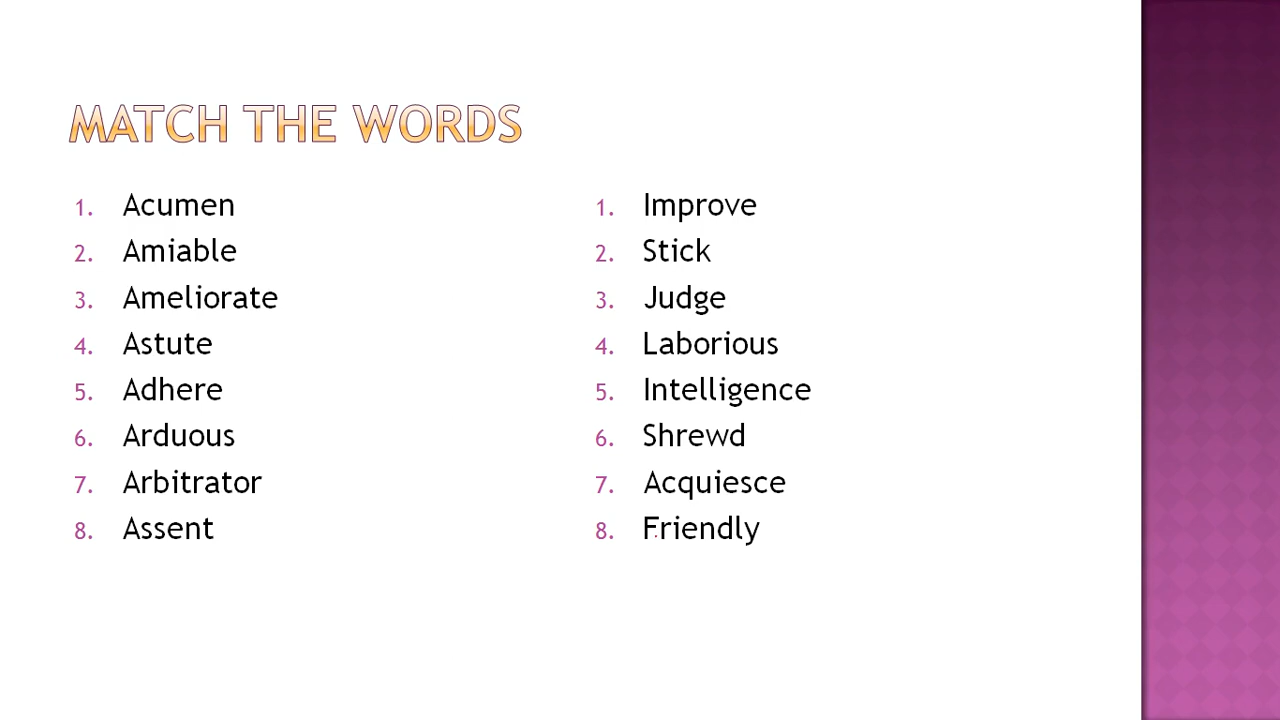 MATCH THE WORDS
1. Acumen
2. Amiable
3. Ameliorate
4. Astute
5. Adhere
6. Arduous
7. Arbitrator
8. Assent
1. Improve
2. Stick
3. Judge
4. Laborious
5. Intelligence
6. Shrewd
7. Acquiesce
8. Friendly